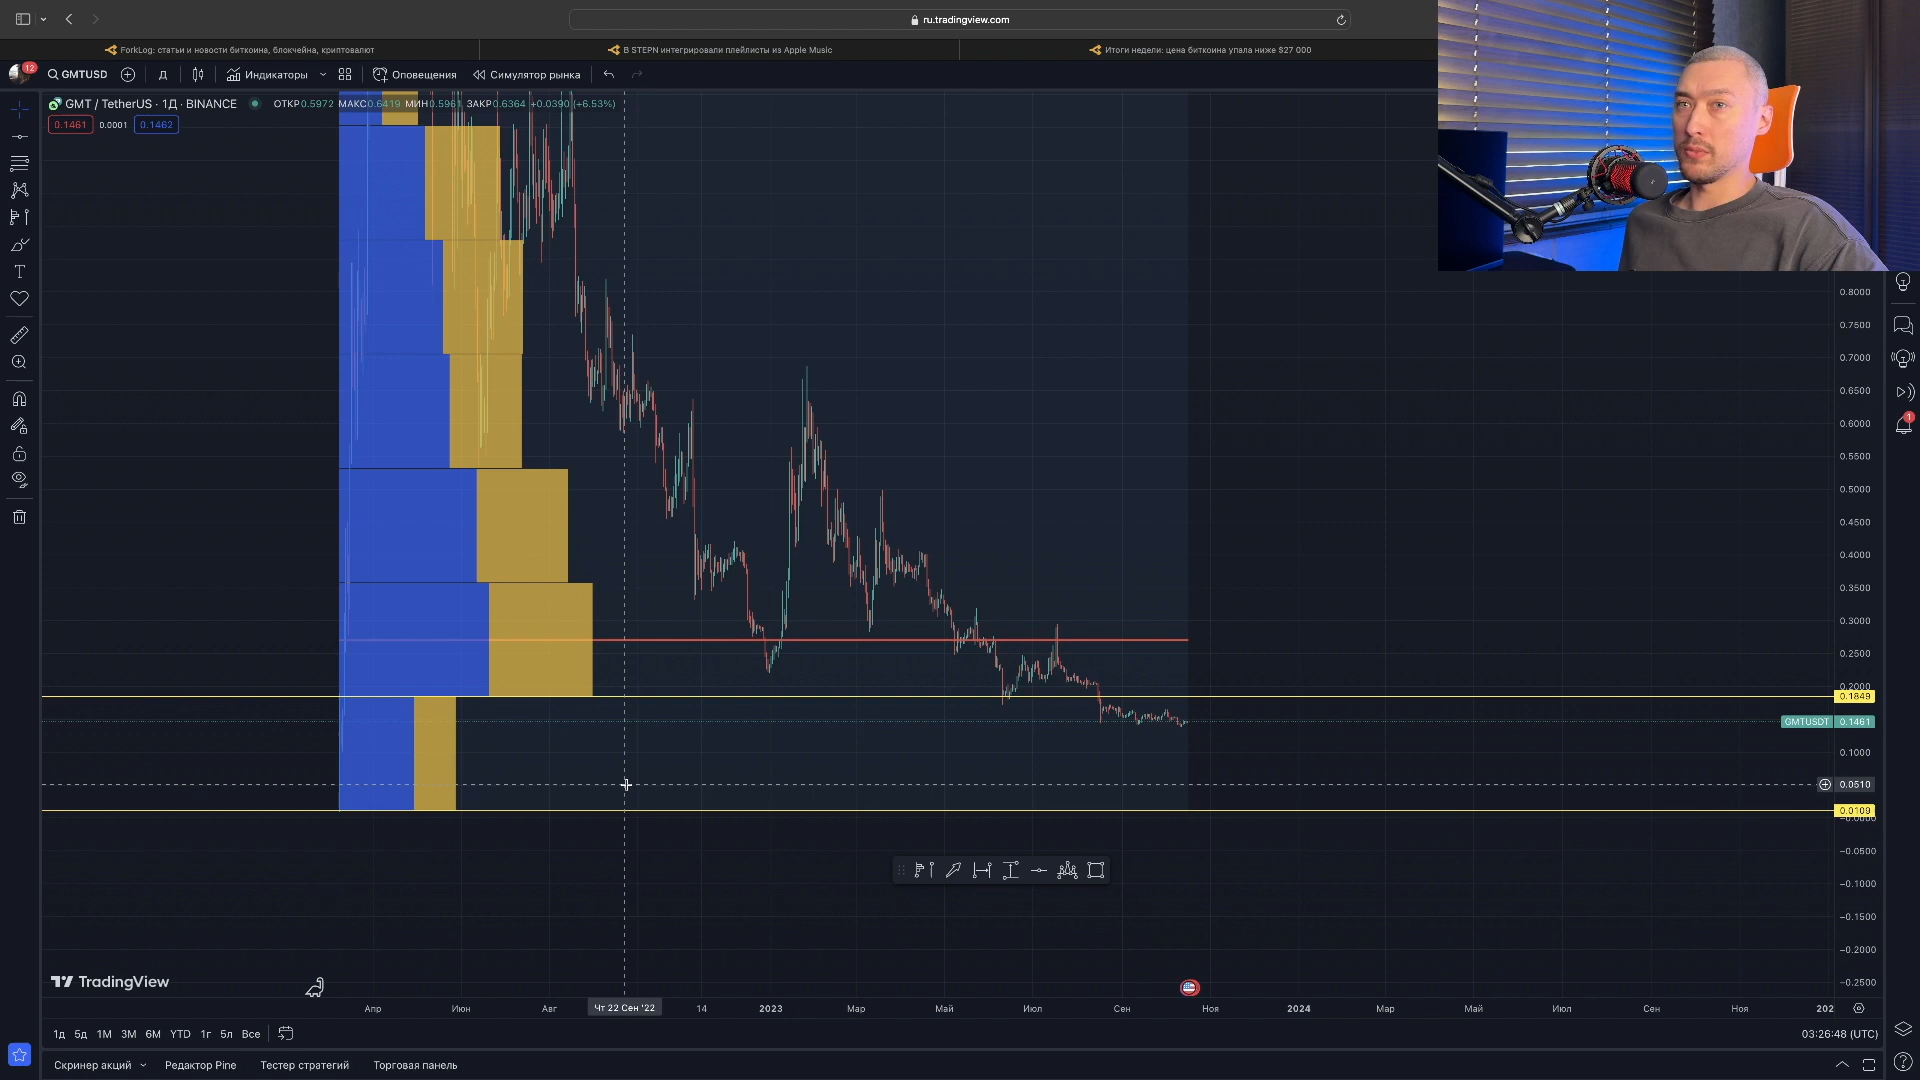 ru.tradingview.com
ForkLog: статьи и новости биткоина, блокчейна, криптовалют
В STEPN интегрировали плейлисты из Apple Music
Итоги недели: цена биткоина упала ниже $27 000
12
GMTUSD
Д
Индикаторы
Оповещения
Симулятор рынка
GMT / TetherUS · 1Д · BINANCE
ОТКР0.5972 МАКС0.6419 МИН0.5961 ЗАКР0.6364 +0.0390 (+6.53%)
0.1461
0.0001
0.1462
0.8000
0.7500
0.7000
0.6500
0.6000
1
0.5500
0.5000
0.4500
0.4000
0.3500
0.3000
0.2500
0.2000
0.1849
GMTUSDT
0.1461
0.1000
0.0510
0.0109
−0.0000
−0.0500
−0.1000
−0.1500
−0.2000
−0.2500
TradingView
Апр
Июн
Авг
Чт 22 Сен '22
14
2023
Мар
Май
Июл
Сен
Ноя
2024
Мар
Май
Июл
Сен
Ноя
202
1д
5д
1М
3М
6М
YTD
1г
5л
Все
03:26:48 (UTC)
Скринер акций
Редактор Pine
Тестер стратегий
Торговая панель